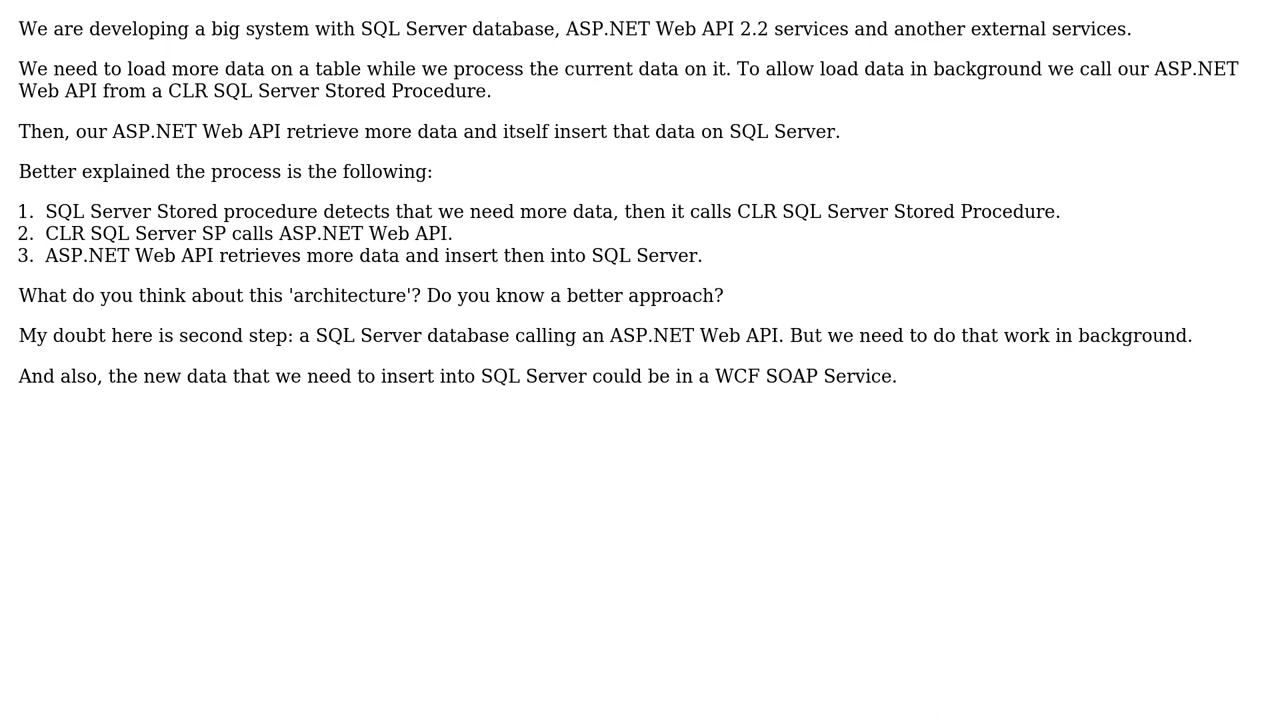 We are developing a big system with SQL Server database, ASP.NET Web API 2.2 services and another external services.
We need to load more data on a table while we process the current data on it. To allow load data in background we call our ASP.NET
Web API from a CLR SQL Server Stored Procedure.
Then, our ASP.NET Web API retrieve more data and itself insert that data on SQL Server.
Better explained the process is the following:
1. SQL Server Stored procedure detects that we need more data, then it calls CLR SQL Server Stored Procedure.
2. CLR SQL Server SP calls ASP.NET Web API.
3. ASP.NET Web API retrieves more data and insert then into SQL Server.
What do you think about this 'architecture'? Do you know a better approach?
My doubt here is second step: a SQL Server database calling an ASP.NET Web API. But we need to do that work in background.
And also, the new data that we need to insert into SQL Server could be in a WCF SOAP Service.